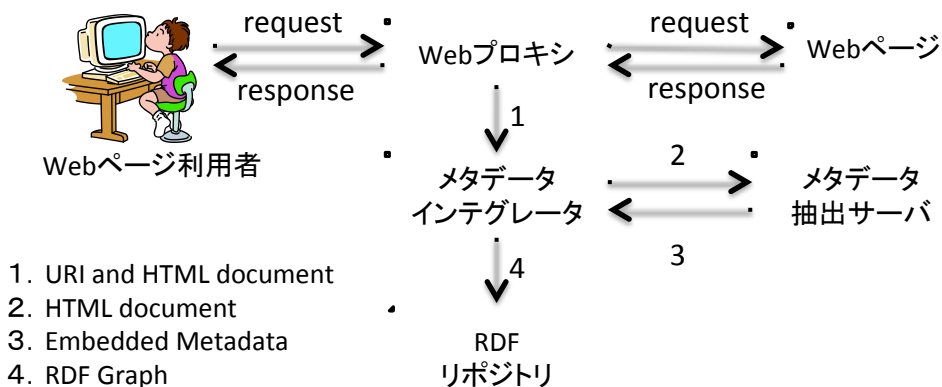 request
request
Webプロキシ
Webページ
response
response
1
Webページ利用者
2
メタデータ
インテグレータ
メタデータ
抽出サーバ
3
4
1. URI and HTML document
2. HTML document
3. Embedded Metadata
4. RDF Graph
RDF
リポジトリ